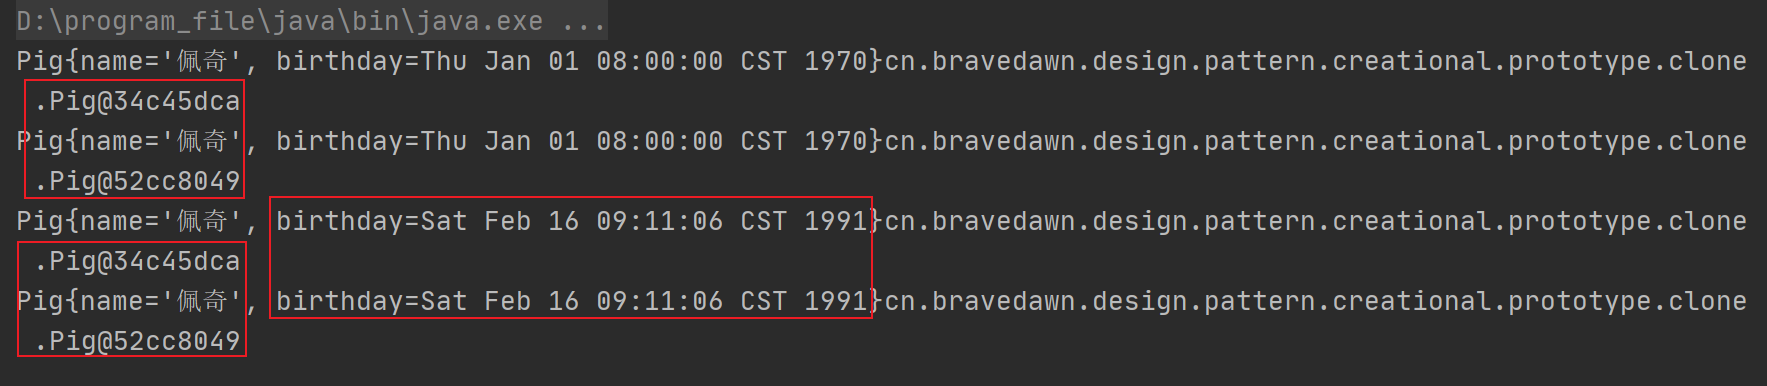 D:\program_file\java\bin\java.exe ...
Pig{name='佩奇', birthday=Thu Jan 01 08:00:00 CST 1970}cn.bravedawn.design.pattern.creational.prototype.clone
.Pig@34c45dca
Pig{name='佩奇', birthday=Thu Jan 01 08:00:00 CST 1970}cn.bravedawn.design.pattern.creational.prototype.clone
.Pig@52cc8049
Pig{name='佩奇', birthday=Sat Feb 16 09:11:06 CST 1991}cn.bravedawn.design.pattern.creational.prototype.clone
.Pig@34c45dca
Pig{name='佩奇', birthday=Sat Feb 16 09:11:06 CST 1991}cn.bravedawn.design.pattern.creational.prototype.clone
.Pig@52cc8049